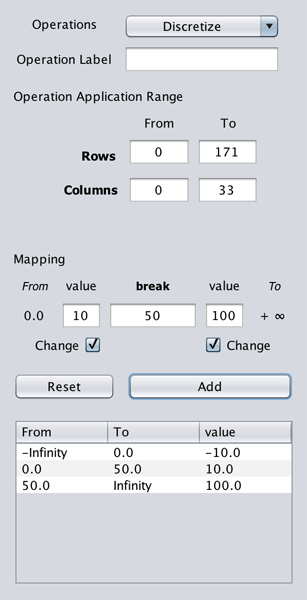 Operations Discretize
Operation Label
Operation Application Range
From To
Rows 0 171
Columns 0 33
Mapping
From value break value To
0.0 10 50 100 + ∞
Change Change
Reset Add
From To value
-Infinity 0.0 -10.0
0.0 50.0 10.0
50.0 Infinity 100.0